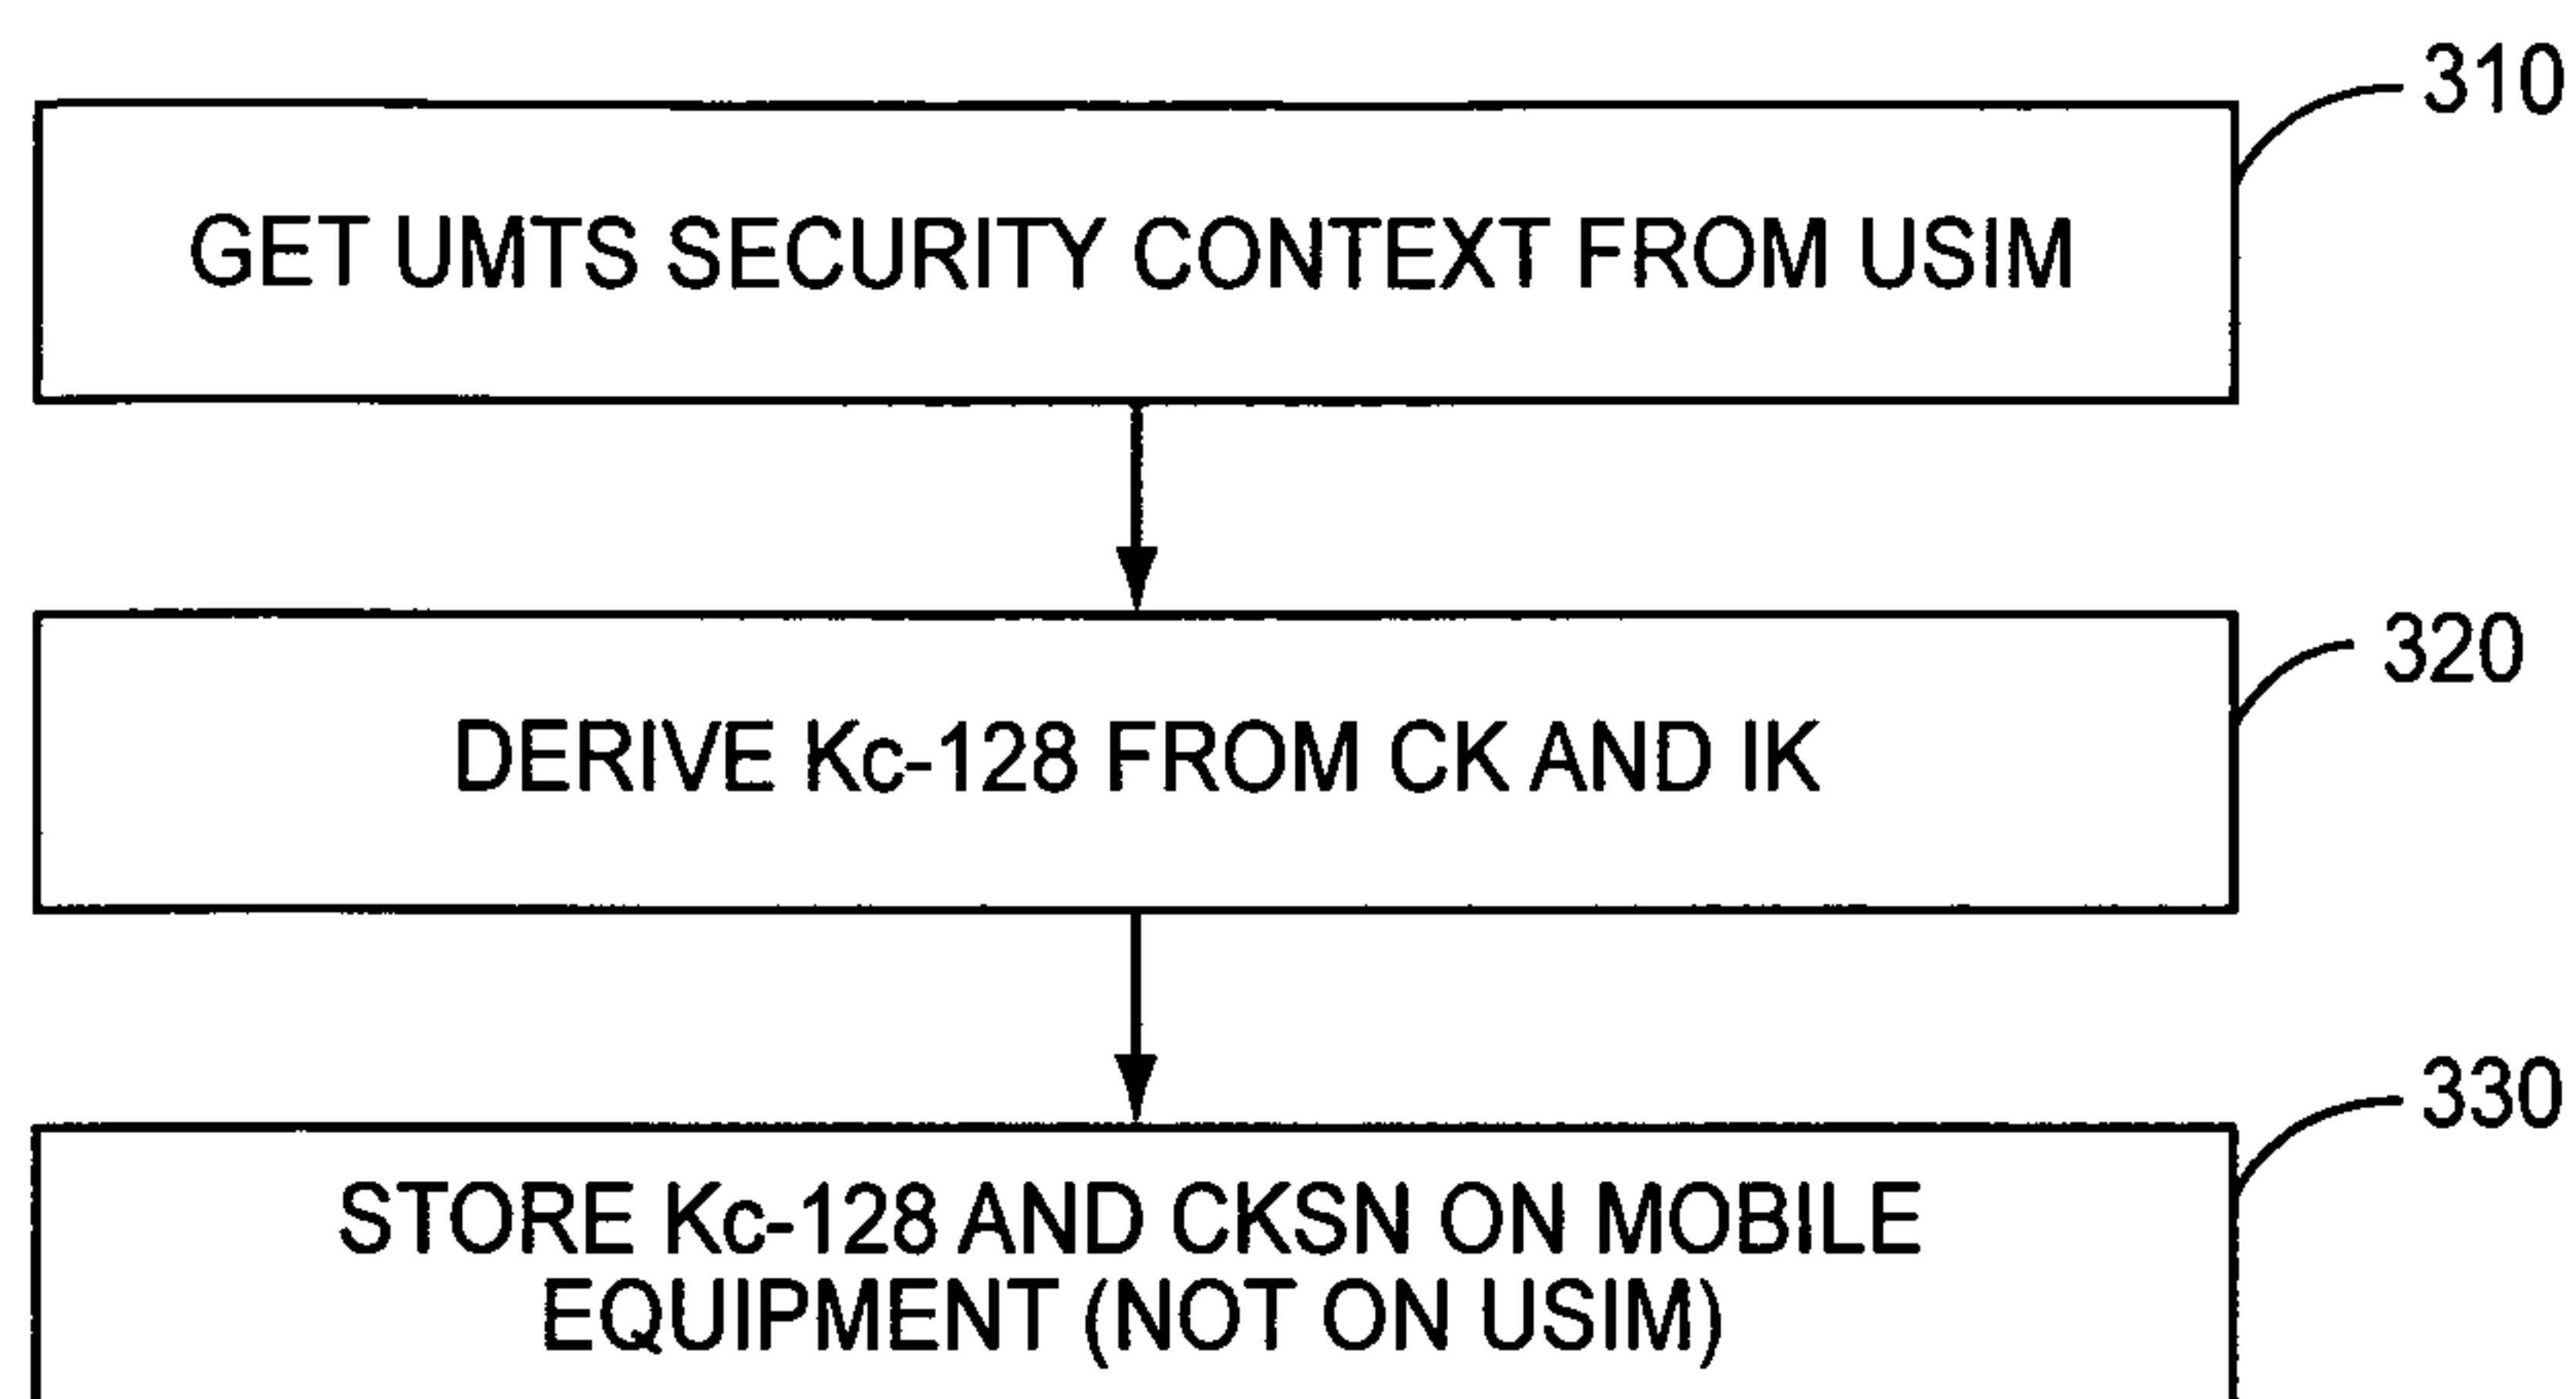 310
GET UMTS SECURITY CONTEXT FROM USIM
320
DERIVE Kc-128 FROM CK AND IK
330
STORE Kc-128 AND CKSN ON MOBILE
EQUIPMENT (NOT ON USIM)